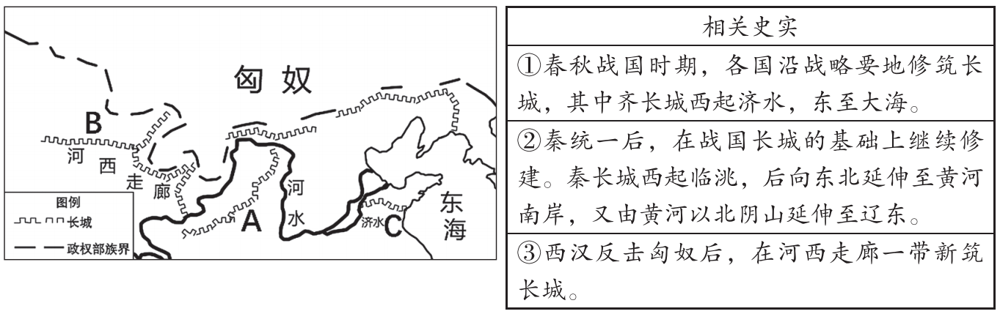 匈奴
B
河西走廊
A
河水
济水
C
东海
图例
长城
政权部族界
相关史实
①春秋战国时期，各国沿战略要地修筑长
城，其中齐长城西起济水，东至大海。
②秦统一后，在战国长城的基础上继续修
建。秦长城西起临洮，后向东北延伸至黄河
南岸，又由黄河以北阴山延伸至辽东。
③西汉反击匈奴后，在河西走廊一带新筑
长城。